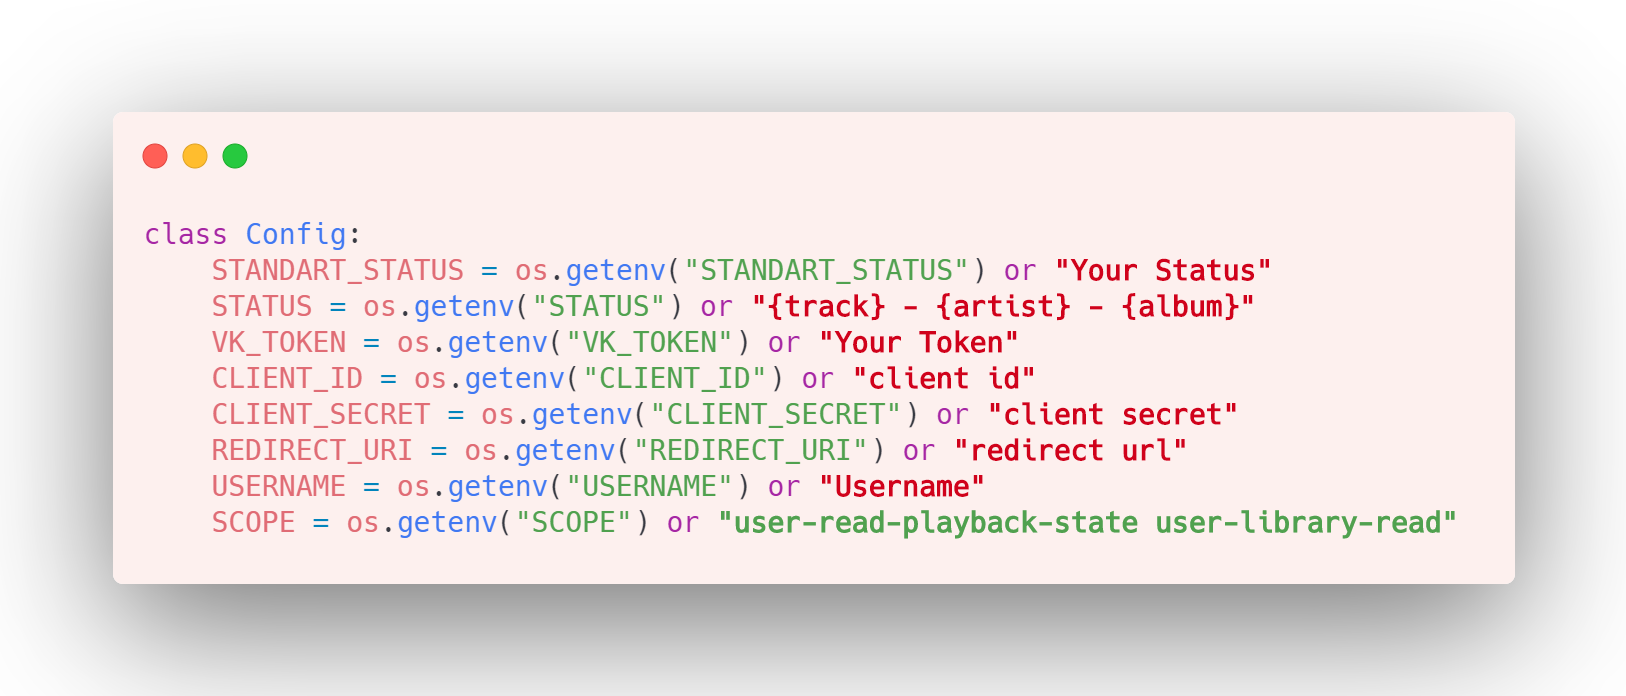 class Config:
    STANDART_STATUS = os.getenv("STANDART_STATUS") or "Your Status"
    STATUS = os.getenv("STATUS") or "{track} - {artist} - {album}"
    VK_TOKEN = os.getenv("VK_TOKEN") or "Your Token"
    CLIENT_ID = os.getenv("CLIENT_ID") or "client id"
    CLIENT_SECRET = os.getenv("CLIENT_SECRET") or "client secret"
    REDIRECT_URI = os.getenv("REDIRECT_URI") or "redirect url"
    USERNAME = os.getenv("USERNAME") or "Username"
    SCOPE = os.getenv("SCOPE") or "user-read-playback-state user-library-read"